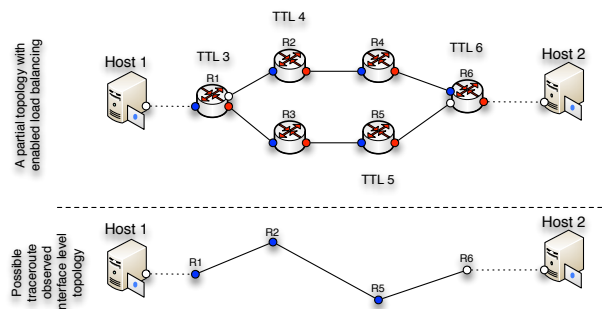 A partial topology with
enabled load balancing
Host 1
TTL 3
TTL 4
TTL 6
Host 2
R1
R2
R4
R6
R3
R5
TTL 5
Possible
traceroute
observed
interface level
topology
Host 1
R1
R2
R5
R6
Host 2